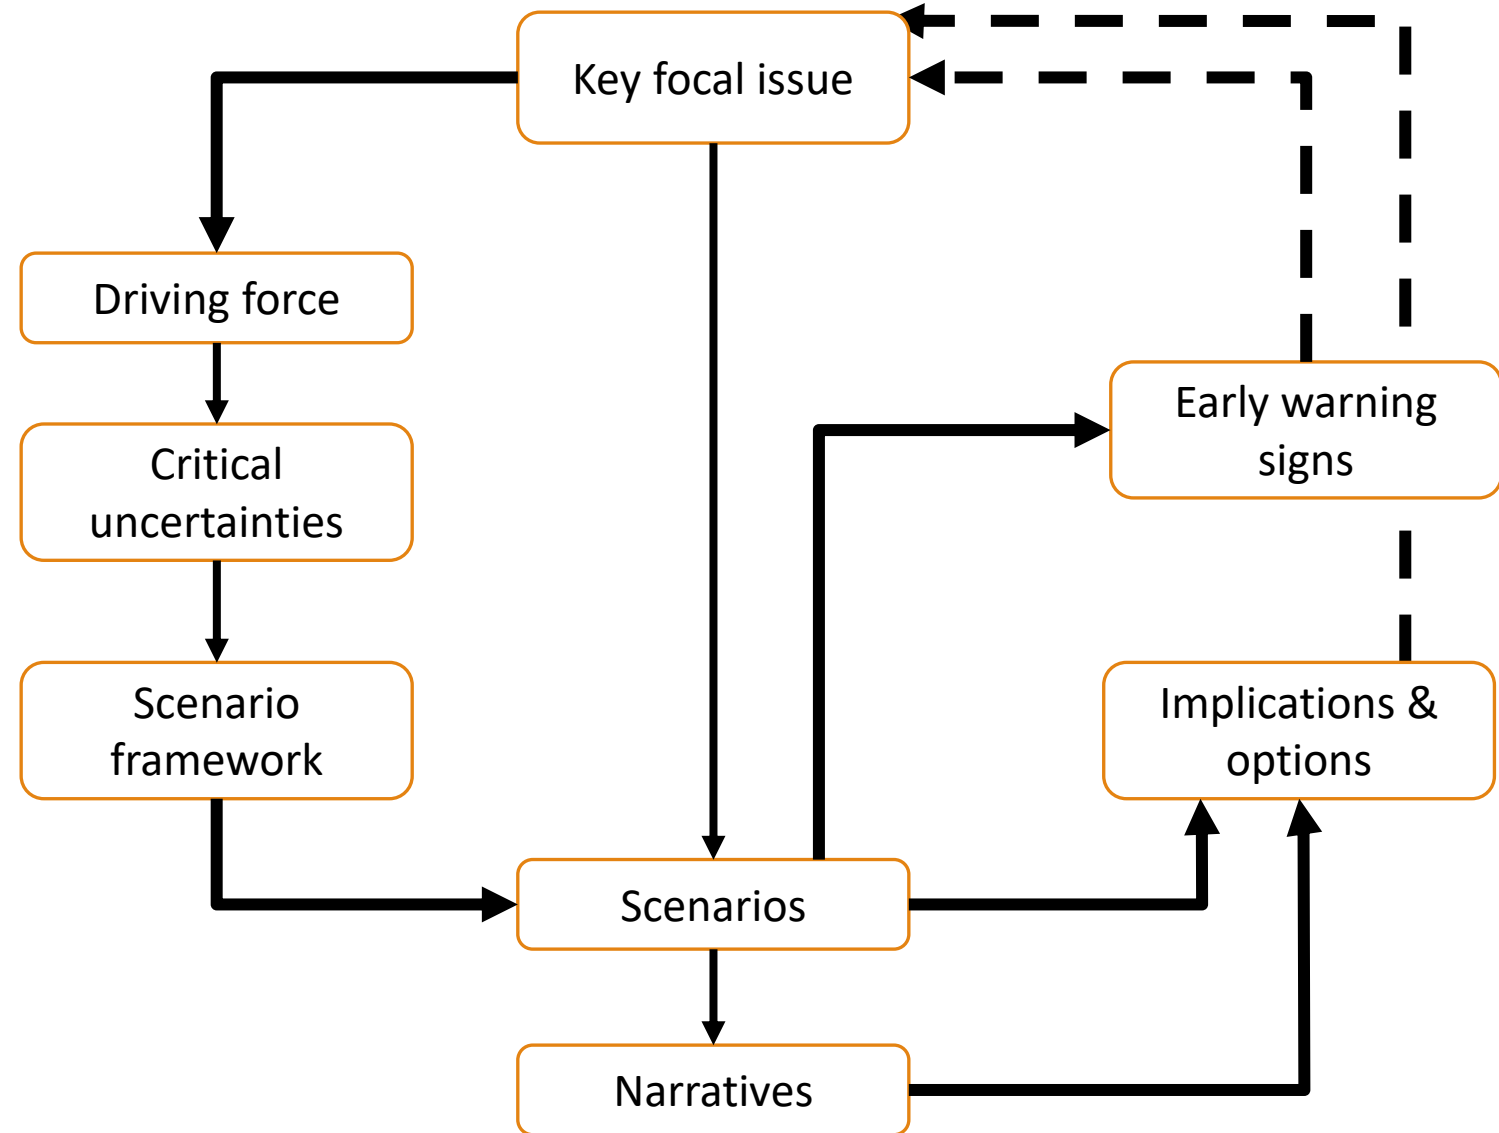 Key focal issue
Driving force
Critical
uncertainties
Early warning
signs
Scenario
framework
Implications &
options
Scenarios
Narratives